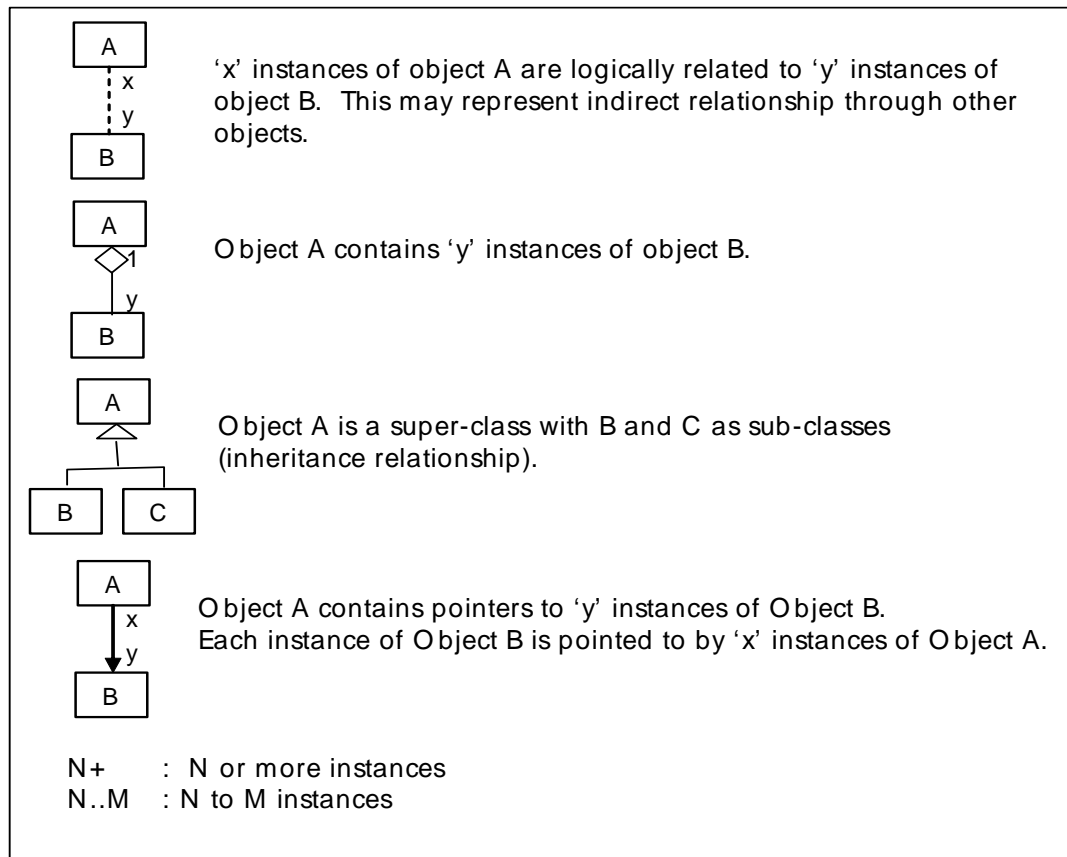 A
x
y
B
‘x’ instances of object A are logically related to ‘y’ instances of
object B. This may represent indirect relationship through other
objects.
A
1
y
B
Object A contains ‘y’ instances of object B.
A
B C
Object A is a super-class with B and C as sub-classes
(inheritance relationship).
A
x
y
B
Object A contains pointers to ‘y’ instances of Object B.
Each instance of Object B is pointed to by ‘x’ instances of Object A.
N+ : N or more instances
N..M : N to M instances